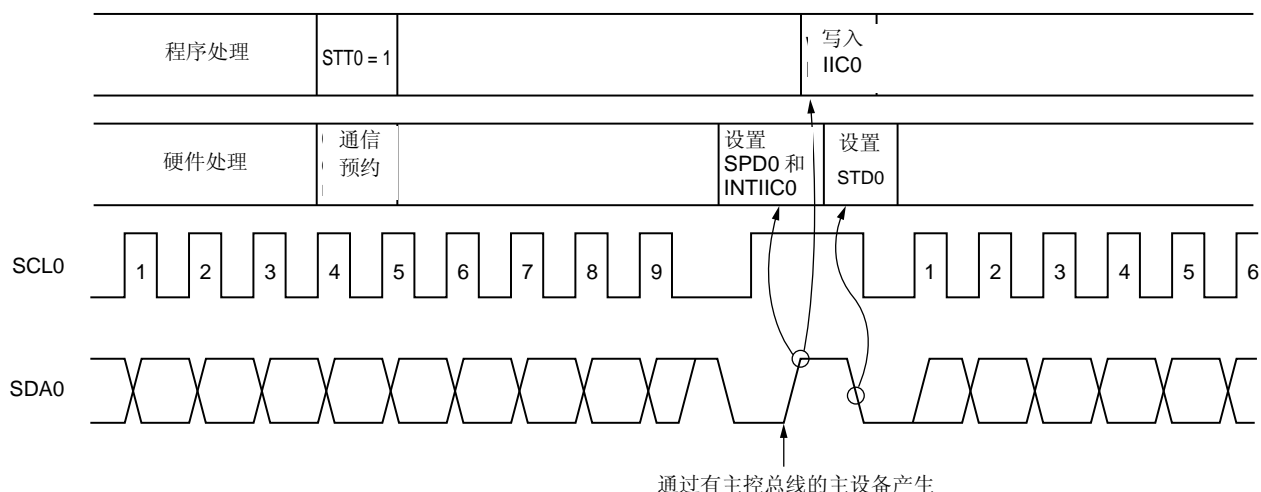 程序处理
STT0 = 1
写入
IIC0
硬件处理
通信
预约
设置
SPD0 和
INTIIC0
设置
STD0
SCL0
1 2 3 4 5 6 7 8 9 1 2 3 4 5 6
SDA0
通过有主控总线的主设备产生